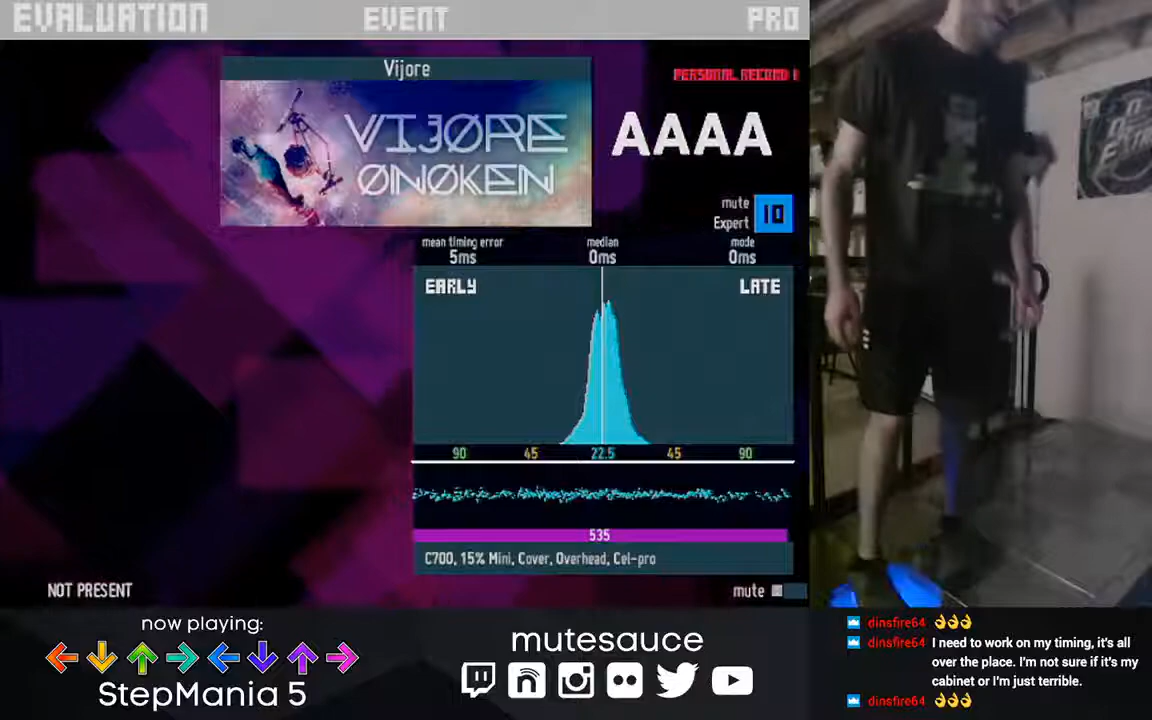 EVALUATION
EVENT
PRO
Vijore
PERSONAL RECORD !
VIJØRE
ØNØKEN
AAAA
mute
Expert
10
mean timing error
5ms
median
0ms
mode
0ms
EARLY
LATE
90
45
22.5
45
90
535
C700, 15% Mini, Cover, Overhead, Cel-pro
NOT PRESENT
mute
now playing:
StepMania 5
mutesauce
dinsfire64 👌👌👌
dinsfire64 I need to work on my timing, it's all
over the place. I'm not sure if it's my
cabinet or I'm just terrible.
dinsfire64 👌👌👌